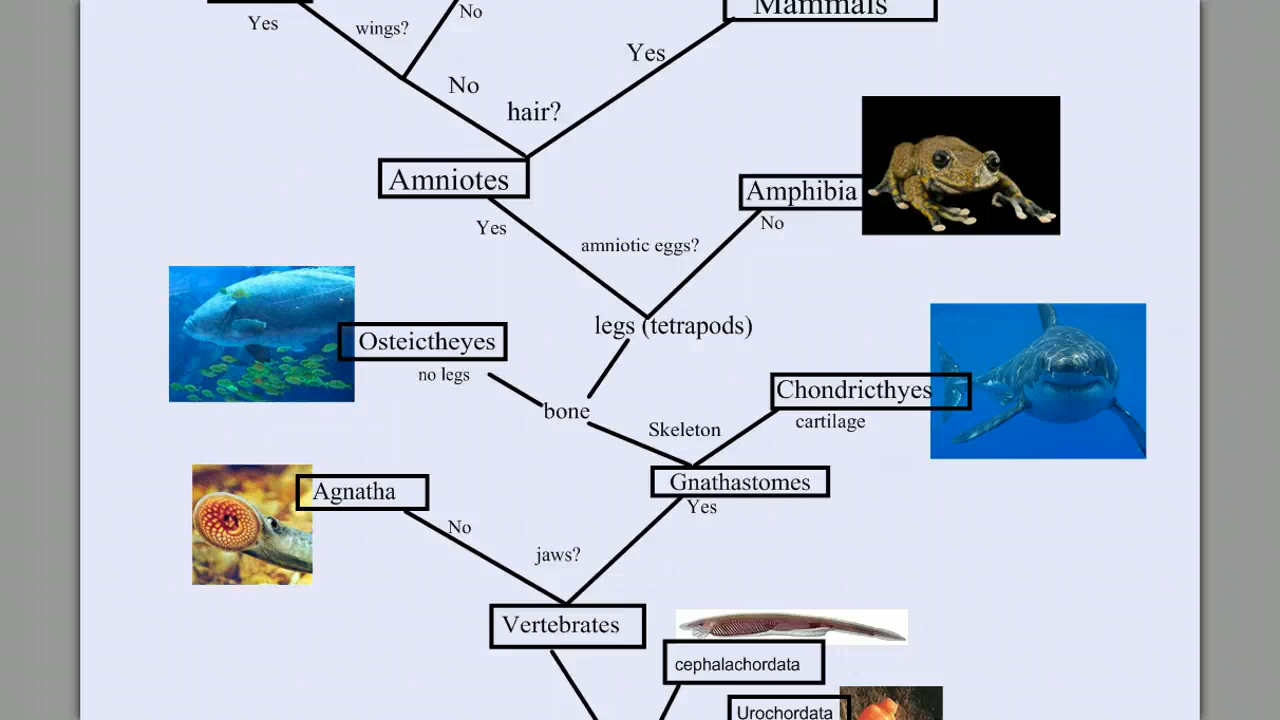 Mammals
No
Yes
wings?
Yes
No
hair?
Amniotes
Amphibia
No
Yes
amniotic eggs?
legs (tetrapods)
Osteictheyes
no legs
Chondricthyes
bone
cartilage
Skeleton
Gnathastomes
Agnatha
Yes
No
jaws?
Vertebrates
cephalachordata
Urochordata